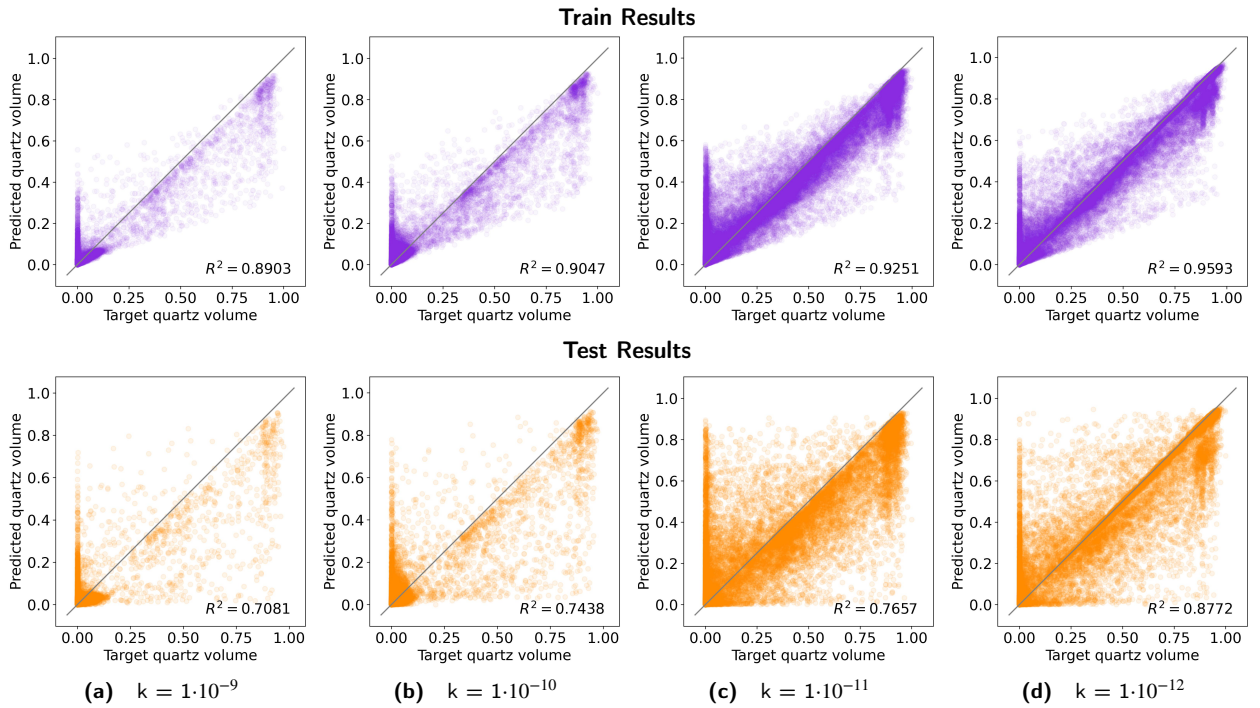 Train Results
Predicted quartz volume
1.0
0.8
0.6
0.4
0.2
0.0
R² = 0.8903
0.00 0.25 0.50 0.75 1.00
Target quartz volume
Predicted quartz volume
1.0
0.8
0.6
0.4
0.2
0.0
R² = 0.9047
0.00 0.25 0.50 0.75 1.00
Target quartz volume
Predicted quartz volume
1.0
0.8
0.6
0.4
0.2
0.0
R² = 0.9251
0.00 0.25 0.50 0.75 1.00
Target quartz volume
Predicted quartz volume
1.0
0.8
0.6
0.4
0.2
0.0
R² = 0.9593
0.00 0.25 0.50 0.75 1.00
Target quartz volume
Test Results
Predicted quartz volume
1.0
0.8
0.6
0.4
0.2
0.0
R² = 0.7081
0.00 0.25 0.50 0.75 1.00
Target quartz volume
Predicted quartz volume
1.0
0.8
0.6
0.4
0.2
0.0
R² = 0.7438
0.00 0.25 0.50 0.75 1.00
Target quartz volume
Predicted quartz volume
1.0
0.8
0.6
0.4
0.2
0.0
R² = 0.7657
0.00 0.25 0.50 0.75 1.00
Target quartz volume
Predicted quartz volume
1.0
0.8
0.6
0.4
0.2
0.0
R² = 0.8772
0.00 0.25 0.50 0.75 1.00
Target quartz volume
(a) k = 1·10⁻⁹
(b) k = 1·10⁻¹⁰
(c) k = 1·10⁻¹¹
(d) k = 1·10⁻¹²